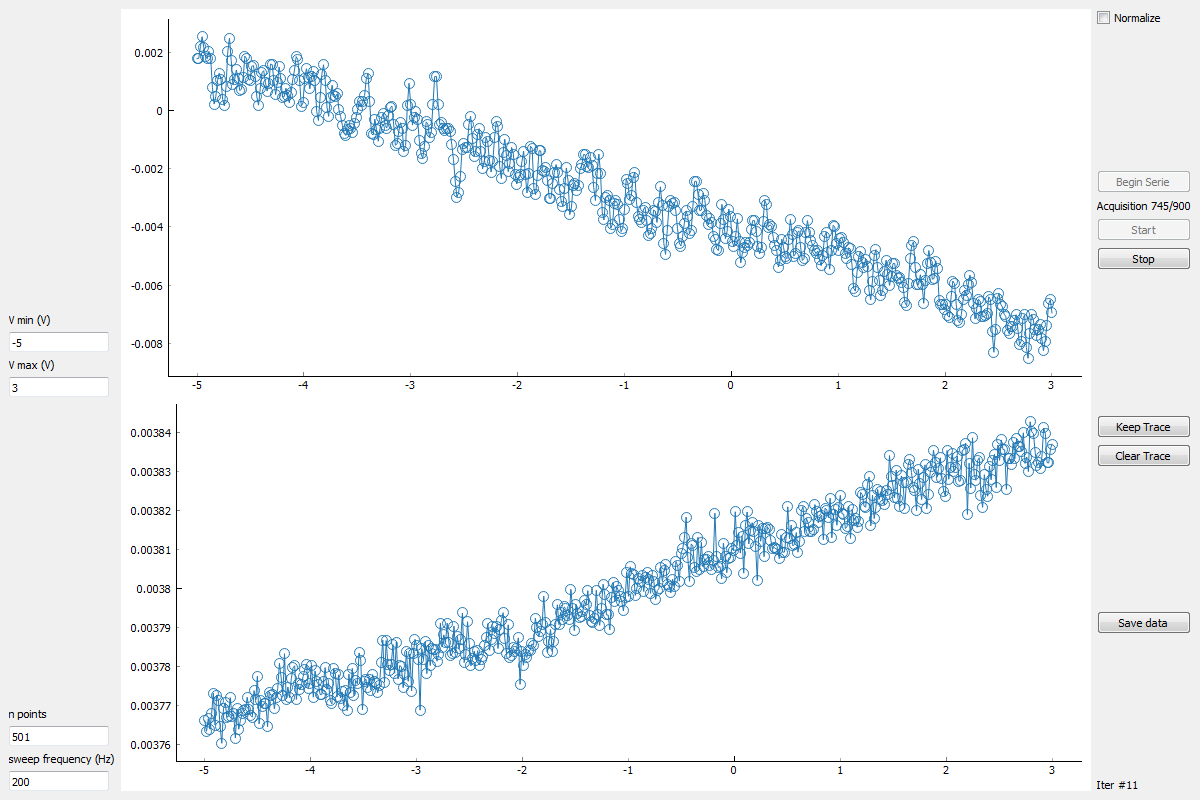 Normalize
0.002
0
-0.002
-0.004
-0.006
-0.008
-5
-4
-3
-2
-1
0
1
2
3
Begin Serie
Acquisition 745/900
Start
Stop
V min (V)
-5
V max (V)
3
0.00384
0.00383
0.00382
0.00381
0.0038
0.00379
0.00378
0.00377
0.00376
-5
-4
-3
-2
-1
0
1
2
3
Keep Trace
Clear Trace
Save data
n points
501
sweep frequency (Hz)
200
Iter #11